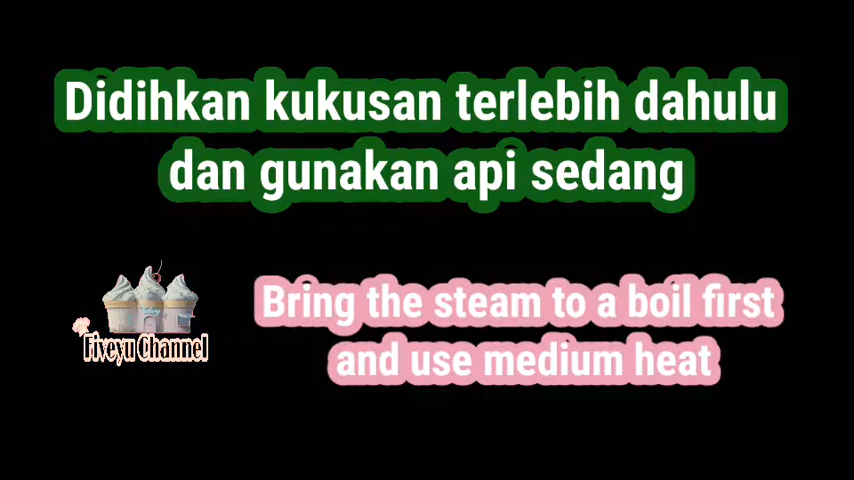 Didihkan kukusan terlebih dahulu
dan gunakan api sedang
Bring the steam to a boil first
and use medium heat
Fiveyu Channel